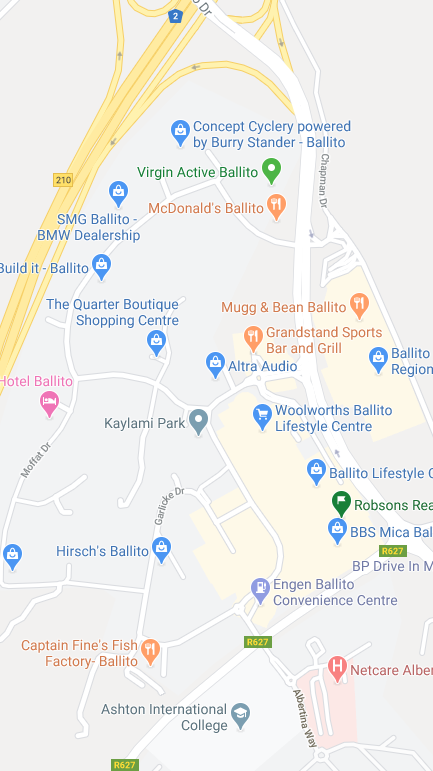 o Dr
2
Concept Cyclery powered
by Burry Stander - Ballito
Chapman Dr
Virgin Active Ballito
210
McDonald's Ballito
SMG Ballito -
BMW Dealership
Build it - Ballito
The Quarter Boutique
Shopping Centre
Mugg & Bean Ballito
Grandstand Sports
Bar and Grill
Ballito
Region
Altra Audio
Hotel Ballito
Woolworths Ballito
Lifestyle Centre
Kaylami Park
Moffat Dr
Ballito Lifestyle C
Garlicke Dr
Robsons Rea
BBS Mica Bal
Hirsch's Ballito
R627
BP Drive In M
Engen Ballito
Convenience Centre
R627
Captain Fine's Fish
Factory- Ballito
Netcare Alber
Albertina Way
Ashton International
College
R627